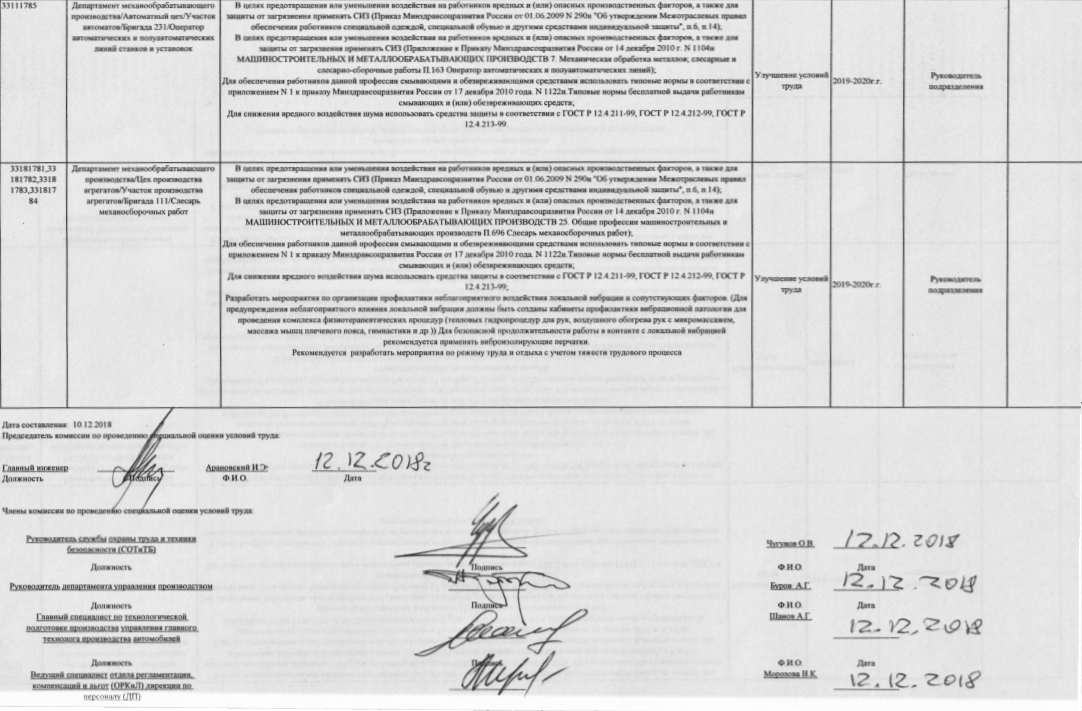 33111785
Департамент механообрабатывающего
производства/Автоматный цех/Участок
автоматов/Бригада 231/Оператор
автоматических и полуавтоматических
линий станков и установок
В целях предотвращения или уменьшения воздействия на работников вредных и (или) опасных производственных факторов, а также для
защиты от загрязнения применять СИЗ (Приказ Минздравсоцразвития России от 01.06.2009 N 290н "Об утверждении Межотраслевых правил
обеспечения работников специальной одеждой, специальной обувью и другими средствами индивидуальной защиты", п.6, п.14);
В целях предотвращения или уменьшения воздействия на работников вредных и (или) опасных производственных факторов, а также для
защиты от загрязнения применять СИЗ (Приложение к Приказу Минздравсоцразвития России от 14 декабря 2010 г. N 1104н
МАШИНОСТРОИТЕЛЬНЫХ И МЕТАЛЛООБРАБАТЫВАЮЩИХ ПРОИЗВОДСТВ 7. Механическая обработка металлов; слесарные и
слесарно-сборочные работы П.163 Оператор автоматических и полуавтоматических линий);
Для обеспечения работников данной профессии смывающими и обезвреживающими средствами использовать типовые нормы в соответствии с
приложением N 1 к приказу Минздравсоцразвития России от 17 декабря 2010 года. N 1122н.Типовые нормы бесплатной выдачи работникам
смывающих и (или) обезвреживающих средств;
Для снижения вредного воздействия шума использовать средства защиты в соответствии с ГОСТ Р 12.4.211-99, ГОСТ Р 12.4.212-99, ГОСТ Р
12.4.213-99.
Улучшение условий
труда
2019-2020г.г.
Руководитель
подразделения
33181781,33
181782,3318
1783,331817
84
Департамент механообрабатывающего
производства/Цех производства
агрегатов/Участок производства
агрегатов/Бригада 111/Слесарь
механосборочных работ
В целях предотвращения или уменьшения воздействия на работников вредных и (или) опасных производственных факторов, а также для
защиты от загрязнения применять СИЗ (Приказ Минздравсоцразвития России от 01.06.2009 N 290н "Об утверждении Межотраслевых правил
обеспечения работников специальной одеждой, специальной обувью и другими средствами индивидуальной защиты", п.6, п.14);
В целях предотвращения или уменьшения воздействия на работников вредных и (или) опасных производственных факторов, а также для
защиты от загрязнения применять СИЗ (Приложение к Приказу Минздравсоцразвития России от 14 декабря 2010 г. N 1104н
МАШИНОСТРОИТЕЛЬНЫХ И МЕТАЛЛООБРАБАТЫВАЮЩИХ ПРОИЗВОДСТВ 25. Общие профессии машиностроительных и
металлообрабатывающих производств П.696 Слесарь механосборочных работ);
Для обеспечения работников данной профессии смывающими и обезвреживающими средствами использовать типовые нормы в соответствии с
приложением N 1 к приказу Минздравсоцразвития России от 17 декабря 2010 года. N 1122н.Типовые нормы бесплатной выдачи работникам
смывающих и (или) обезвреживающих средств;
Для снижения вредного воздействия шума использовать средства защиты в соответствии с ГОСТ Р 12.4.211-99, ГОСТ Р 12.4.212-99, ГОСТ Р
12.4.213-99;
Разработать мероприятия по организации профилактики неблагоприятного воздействия локальной вибрации и сопутствующих факторов. (Для
предупреждения неблагоприятного влияния локальной вибрации должны быть созданы кабинеты профилактики вибрационной патологии для
проведения комплекса физиотерапевтических процедур (тепловых гидропроцедур для рук, воздушного обогрева рук с микромассажем,
массажа мышц плечевого пояса, гимнастики и др.)) Для безопасной продолжительности работы в контакте с локальной вибрацией
рекомендуется применять виброизолирующие перчатки.
Рекомендуется разработать мероприятия по режиму труда и отдыха с учетом тяжести трудового процесса
Улучшение условий
труда
2019-2020г.г.
Руководитель
подразделения
Дата составления: 10.12.2018
Председатель комиссии по проведению специальной оценки условий труда:
Главный инженер Арановский И.Э. 12.12.2018г
Должность Подпись Ф.И.О. Дата
Члены комиссии по проведению специальной оценки условий труда:
Руководитель службы охраны труда и техники
безопасности (СОТиТБ)
Чугунов О.В. 12.12.2018
Должность Подпись Ф.И.О. Дата
Руководитель департамента управления производством Буров А.Г. 12.12.2018
Должность Подпись Ф.И.О. Дата
Главный специалист по технологической
подготовке производства управления главного
технолога производства автомобилей
Шанов А.Г. 12.12.2018
Должность Подпись Ф.И.О. Дата
Ведущий специалист отдела регламентации,
компенсаций и льгот (ОРКиЛ) дирекции по
персоналу (ДП)
Морозова Н.К. 12.12.2018